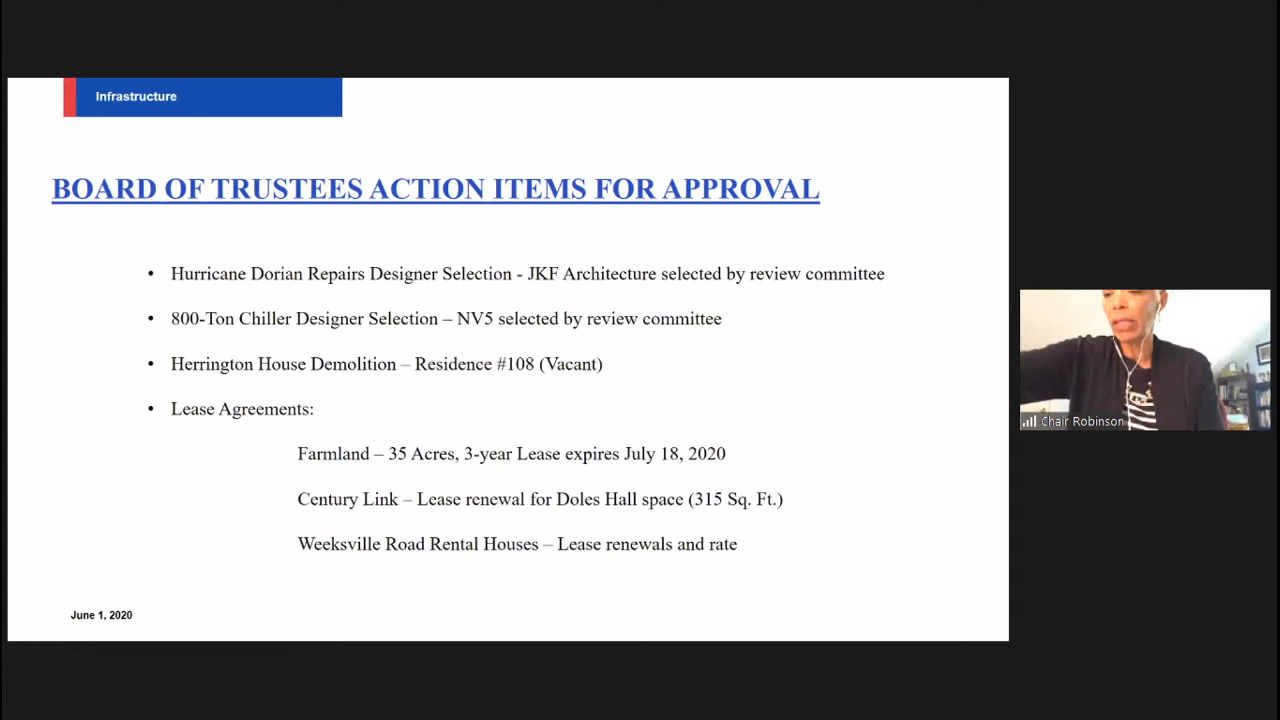 Infrastructure
BOARD OF TRUSTEES ACTION ITEMS FOR APPROVAL
• Hurricane Dorian Repairs Designer Selection - JKF Architecture selected by review committee
• 800-Ton Chiller Designer Selection – NV5 selected by review committee
• Herrington House Demolition – Residence #108 (Vacant)
• Lease Agreements:
Farmland – 35 Acres, 3-year Lease expires July 18, 2020
Century Link – Lease renewal for Doles Hall space (315 Sq. Ft.)
Weeksville Road Rental Houses – Lease renewals and rate
June 1, 2020
Chair Robinson